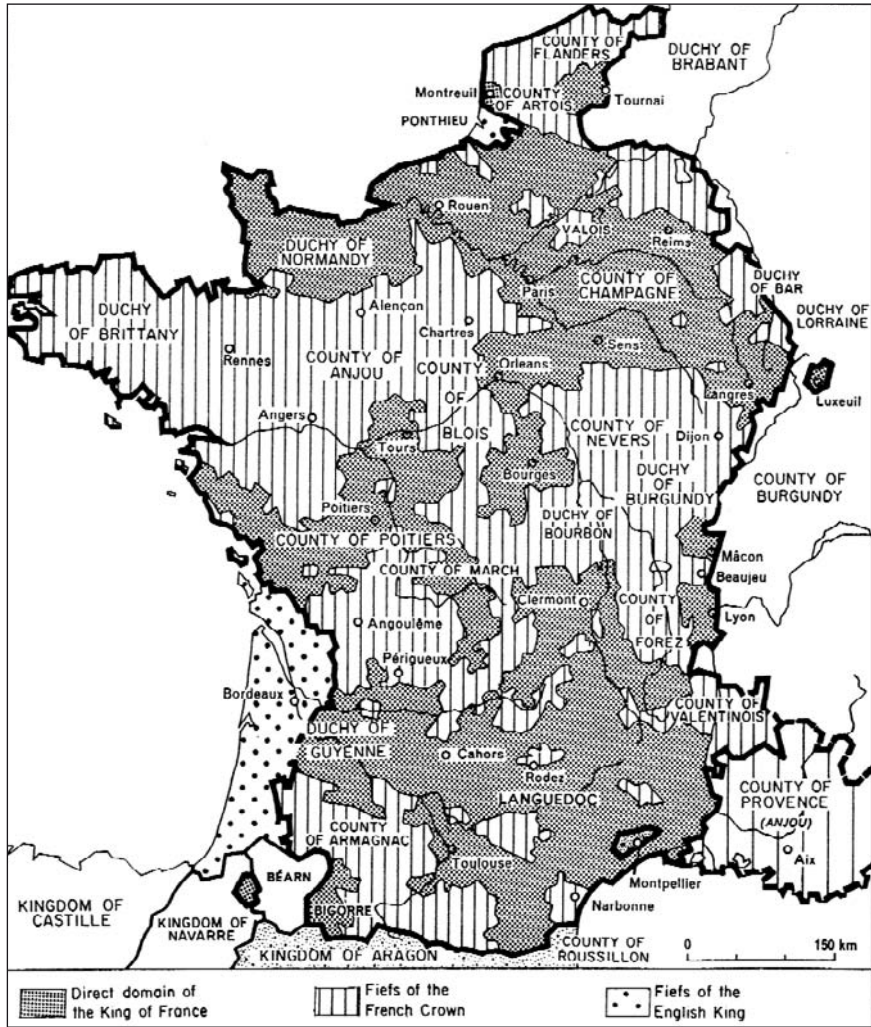 COUNTY OF
FLANDERS
DUCHY OF
BRABANT
Montreuil
COUNTY
OF ARTOIS
Tournai
PONTHIEU
Rouen
VALOIS
Reims
DUCHY OF
NORMANDY
Paris
COUNTY OF
CHAMPAGNE
DUCHY
OF BAR
DUCHY OF
LORRAINE
DUCHY
OF BRITTANY
Alençon
Chartres
Rennes
COUNTY OF
ANJOU
COUNTY
OF
BLOIS
Orleans
Sens
Langres
Luxeuil
Angers
Tours
Bourges
COUNTY OF
NEVERS
Dijon
DUCHY OF
BURGUNDY
COUNTY OF
BURGUNDY
Poitiers
COUNTY OF POITIERS
DUCHY OF
BOURBON
COUNTY OF MARCH
Mâcon
Beaujeu
Clermont
COUNTY
OF
FOREZ
Lyon
Angoulême
Périgueux
Bordeaux
COUNTY OF
VALENTINOIS
DUCHY OF
GUYENNE
Cahors
Rodez
LANGUEDOC
COUNTY OF
PROVENCE
(ANJOU)
Aix
COUNTY
OF ARMAGNAC
Toulouse
Montpellier
BÉARN
BIGORRE
Narbonne
KINGDOM OF
CASTILLE
KINGDOM OF
NAVARRE
KINGDOM OF ARAGON
COUNTY OF
ROUSSILLON
0 150 km
Direct domain of
the King of France
Fiefs of the
French Crown
Fiefs of the
English King